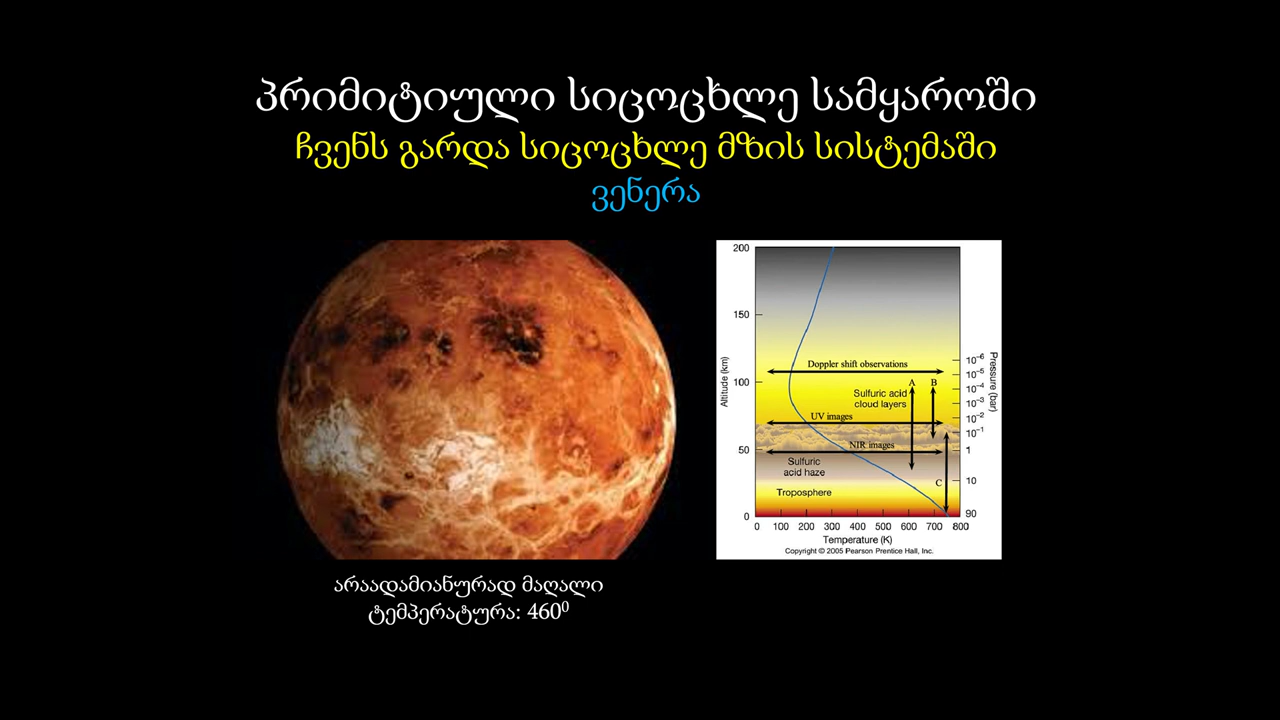 პრიმიტიული სიცოცხლე სამყაროში
ჩვენს გარდა სიცოცხლე მზის სისტემაში
ვენერა
არაადამიანურად მაღალი
ტემპერატურა: 460⁰
200
150
100
50
0
Altitude (km)
Doppler shift observations
A
B
Sulfuric acid
cloud layers
UV images
NIR images
Sulfuric
acid haze
C
Troposphere
10⁻⁶
10⁻⁵
10⁻⁴
10⁻³
10⁻²
10⁻¹
1
10
90
Pressure (bar)
0 100 200 300 400 500 600 700 800
Temperature (K)
Copyright © 2005 Pearson Prentice Hall, Inc.